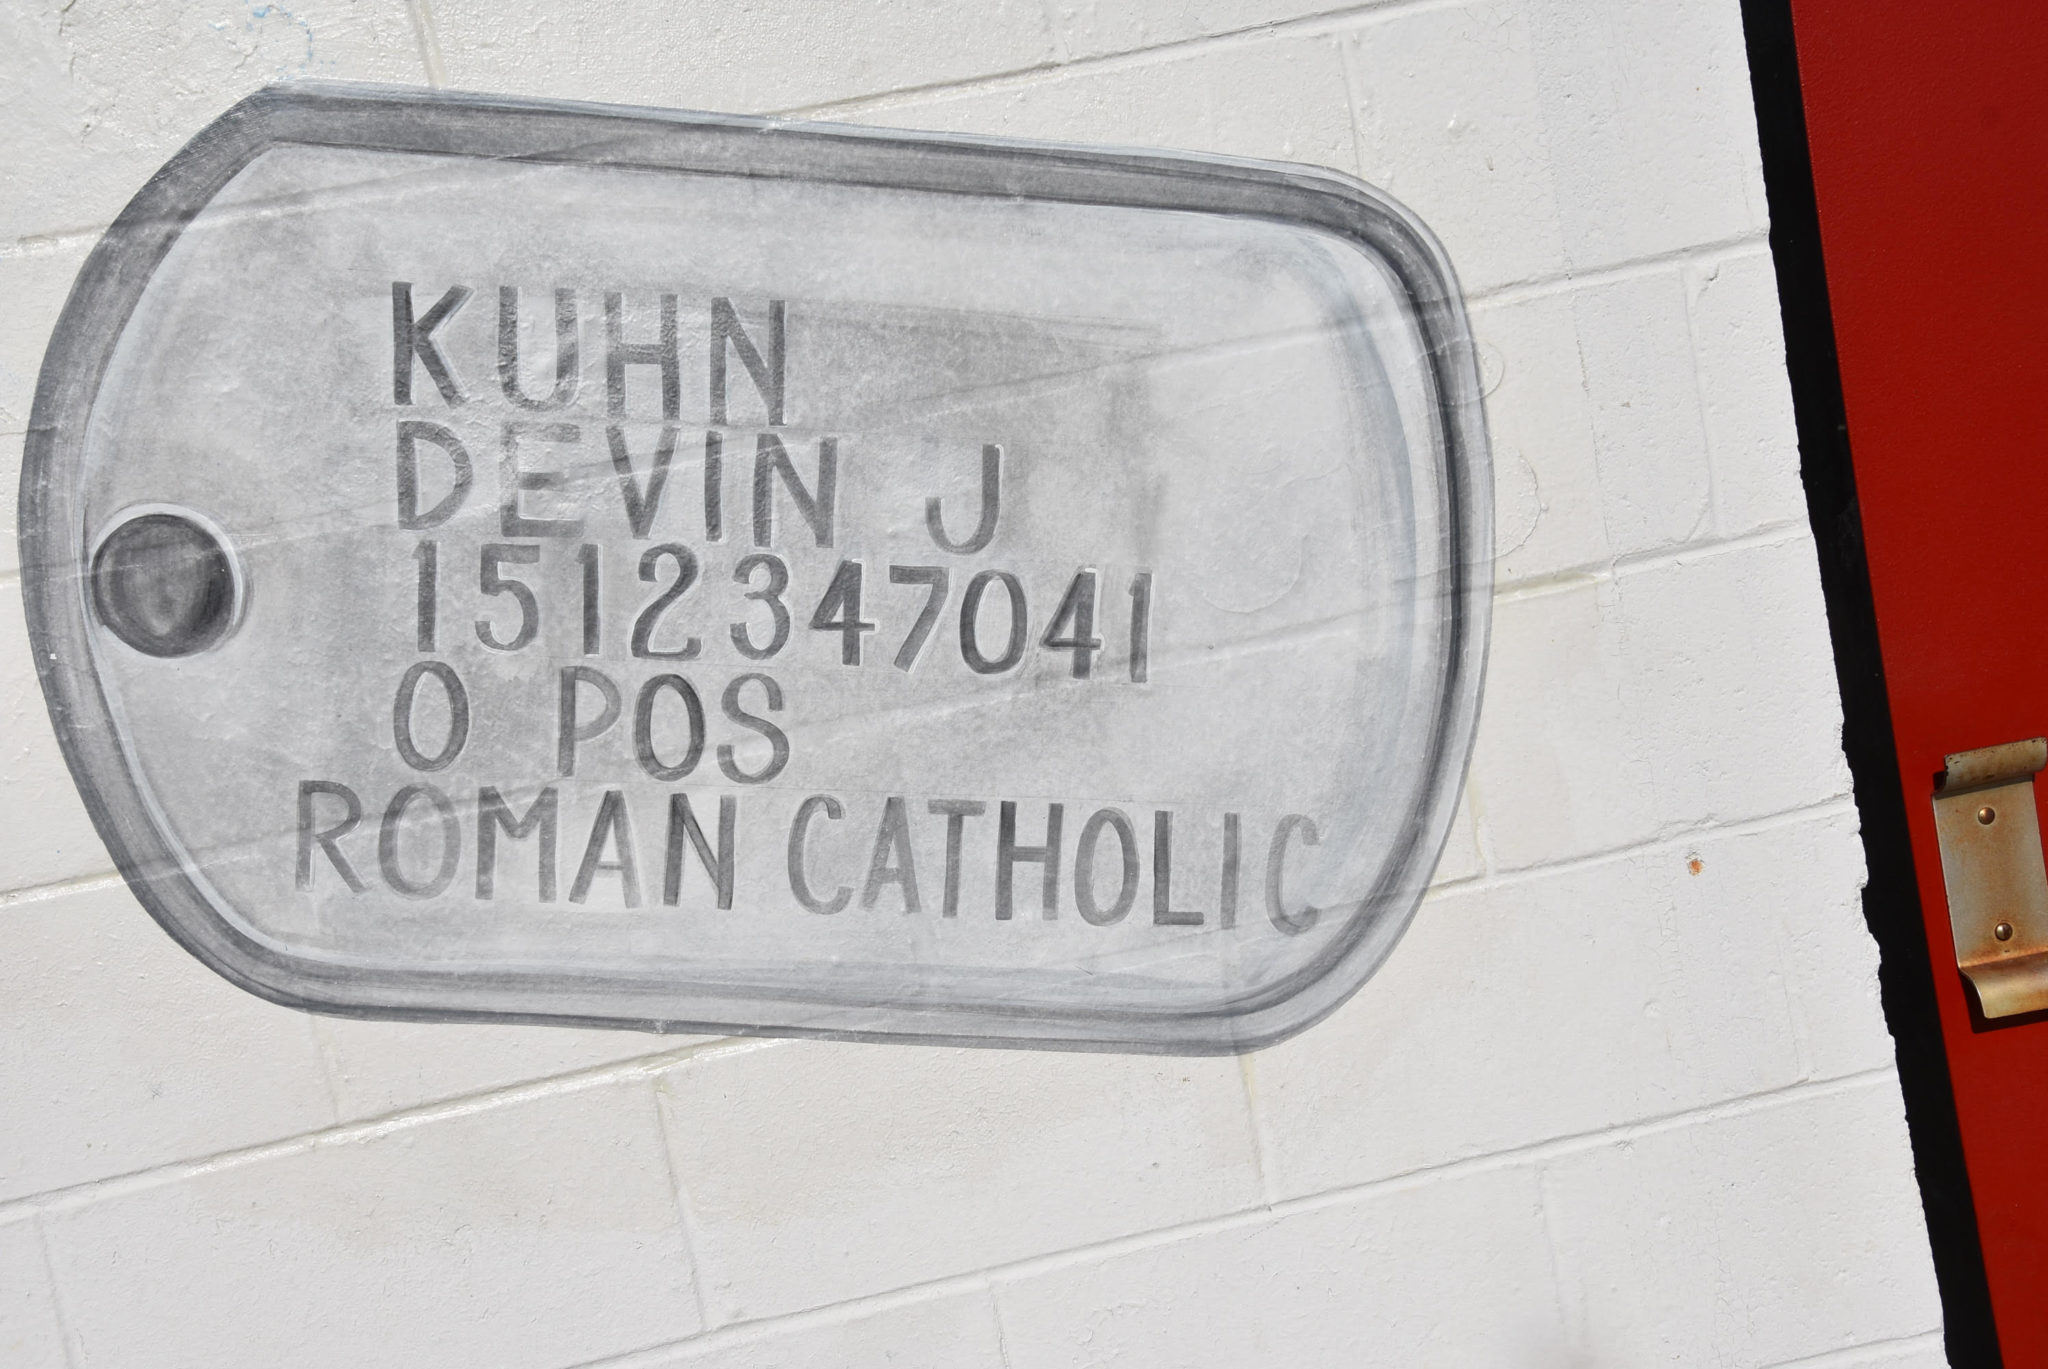 KUHN
DEVIN J
1512347041
O POS
ROMAN CATHOLIC